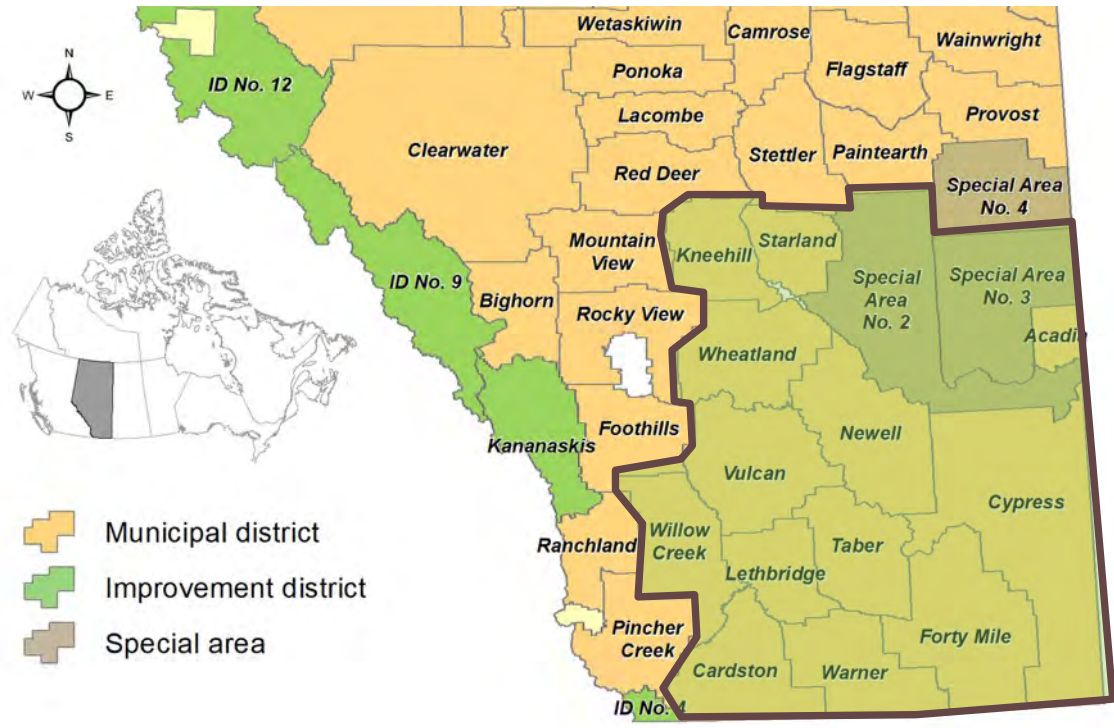 Wetaskiwin
Camrose
Wainwright
Ponoka
Flagstaff
ID No. 12
Lacombe
Provost
Clearwater
Stettler
Paintearth
Red Deer
Special Area
No. 4
Mountain
View
Kneehill
Starland
ID No. 9
Bighorn
Rocky View
Special
Area
No. 2
Special Area
No. 3
Acadia
Wheatland
Kananaskis
Foothills
Newell
Vulcan
Cypress
Ranchland
Willow
Creek
Taber
Lethbridge
Pincher
Creek
Forty Mile
Cardston
Warner
ID No. 4
N
W
E
S
Municipal district
Improvement district
Special area